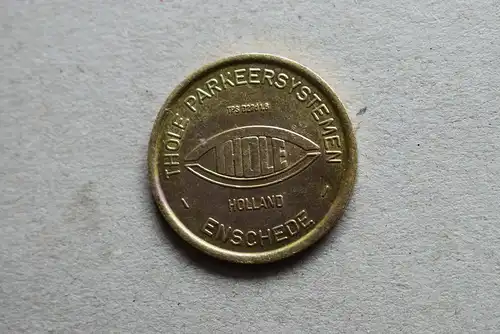 THOLE PARKEERSYSTEMEN
THOLE
HOLLAND
ENSCHEDE